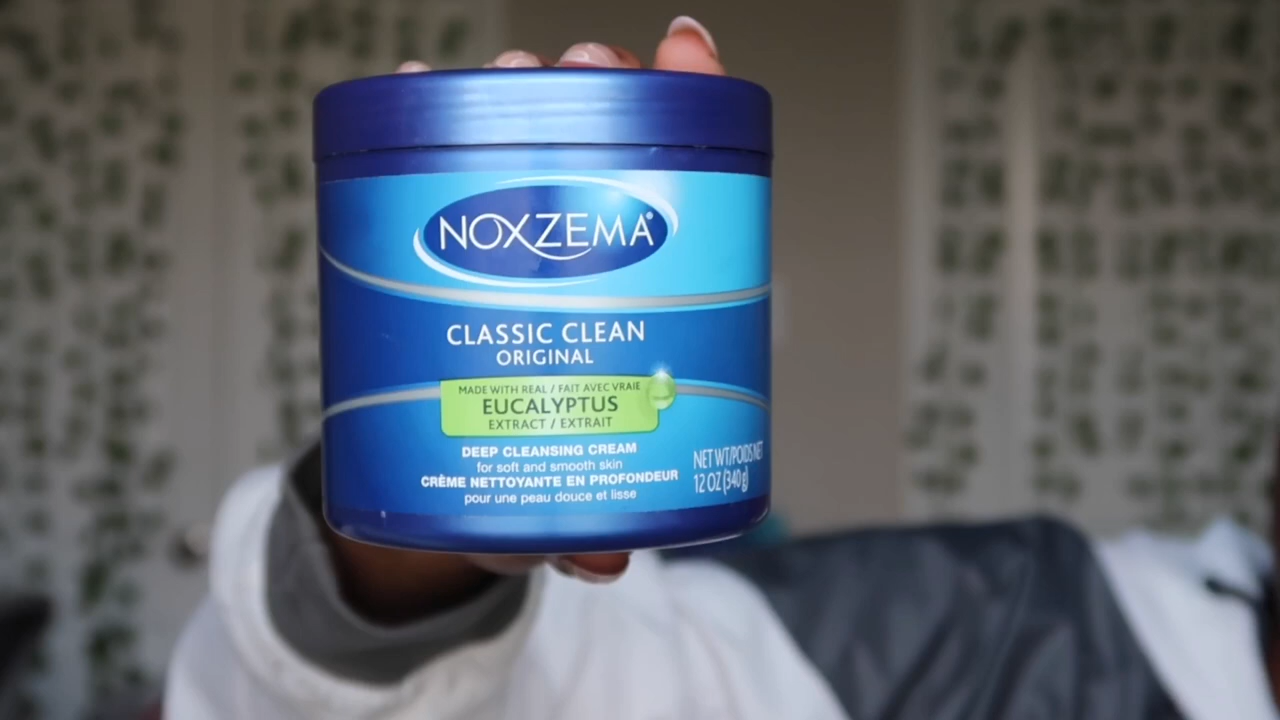 NOXZEMA®
CLASSIC CLEAN
ORIGINAL
MADE WITH REAL / FAIT AVEC VRAIE
EUCALYPTUS
EXTRACT / EXTRAIT
DEEP CLEANSING CREAM
for soft and smooth skin
CRÈME NETTOYANTE EN PROFONDEUR
pour une peau douce et lisse
NET WT/POIDS NET
12 OZ (340 g)